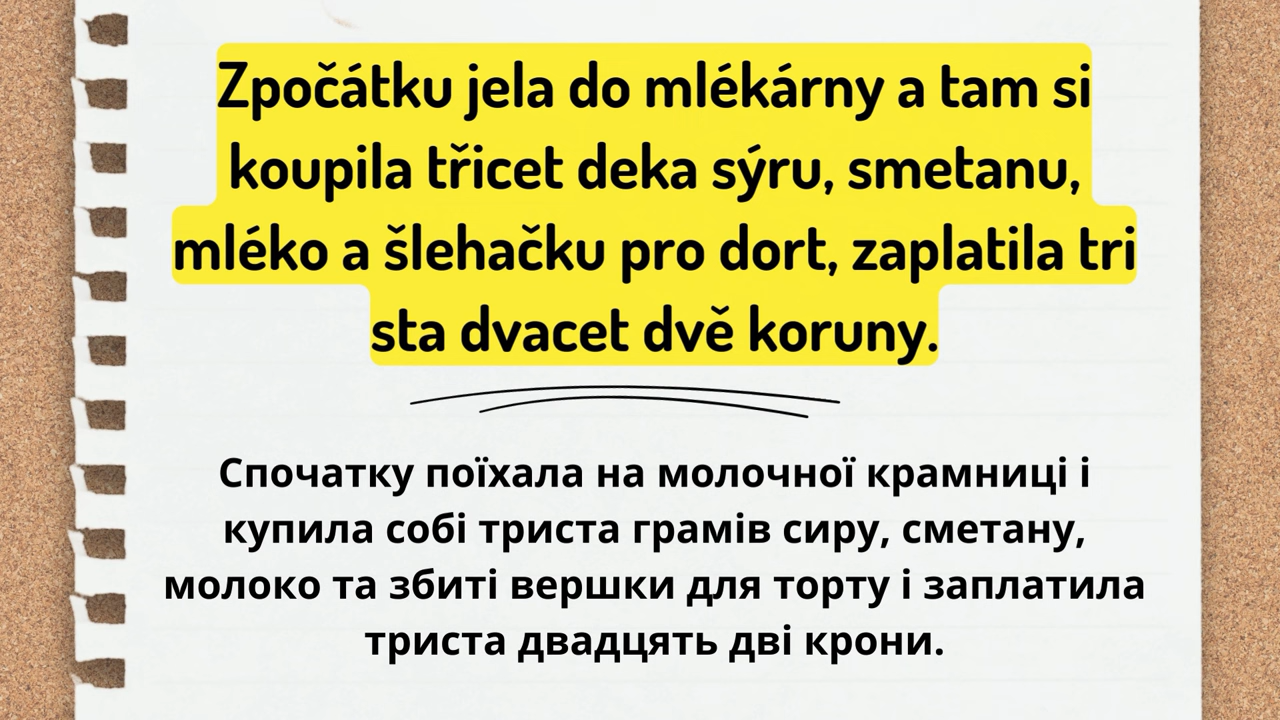 Zpočátku jela do mlékárny a tam si
koupila třicet deka sýru, smetanu,
mléko a šlehačku pro dort, zaplatila tri
sta dvacet dvě koruny.
Спочатку поїхала на молочної крамниці і
купила собі триста грамів сиру, сметану,
молоко та збиті вершки для торту і заплатила
триста двадцять дві крони.